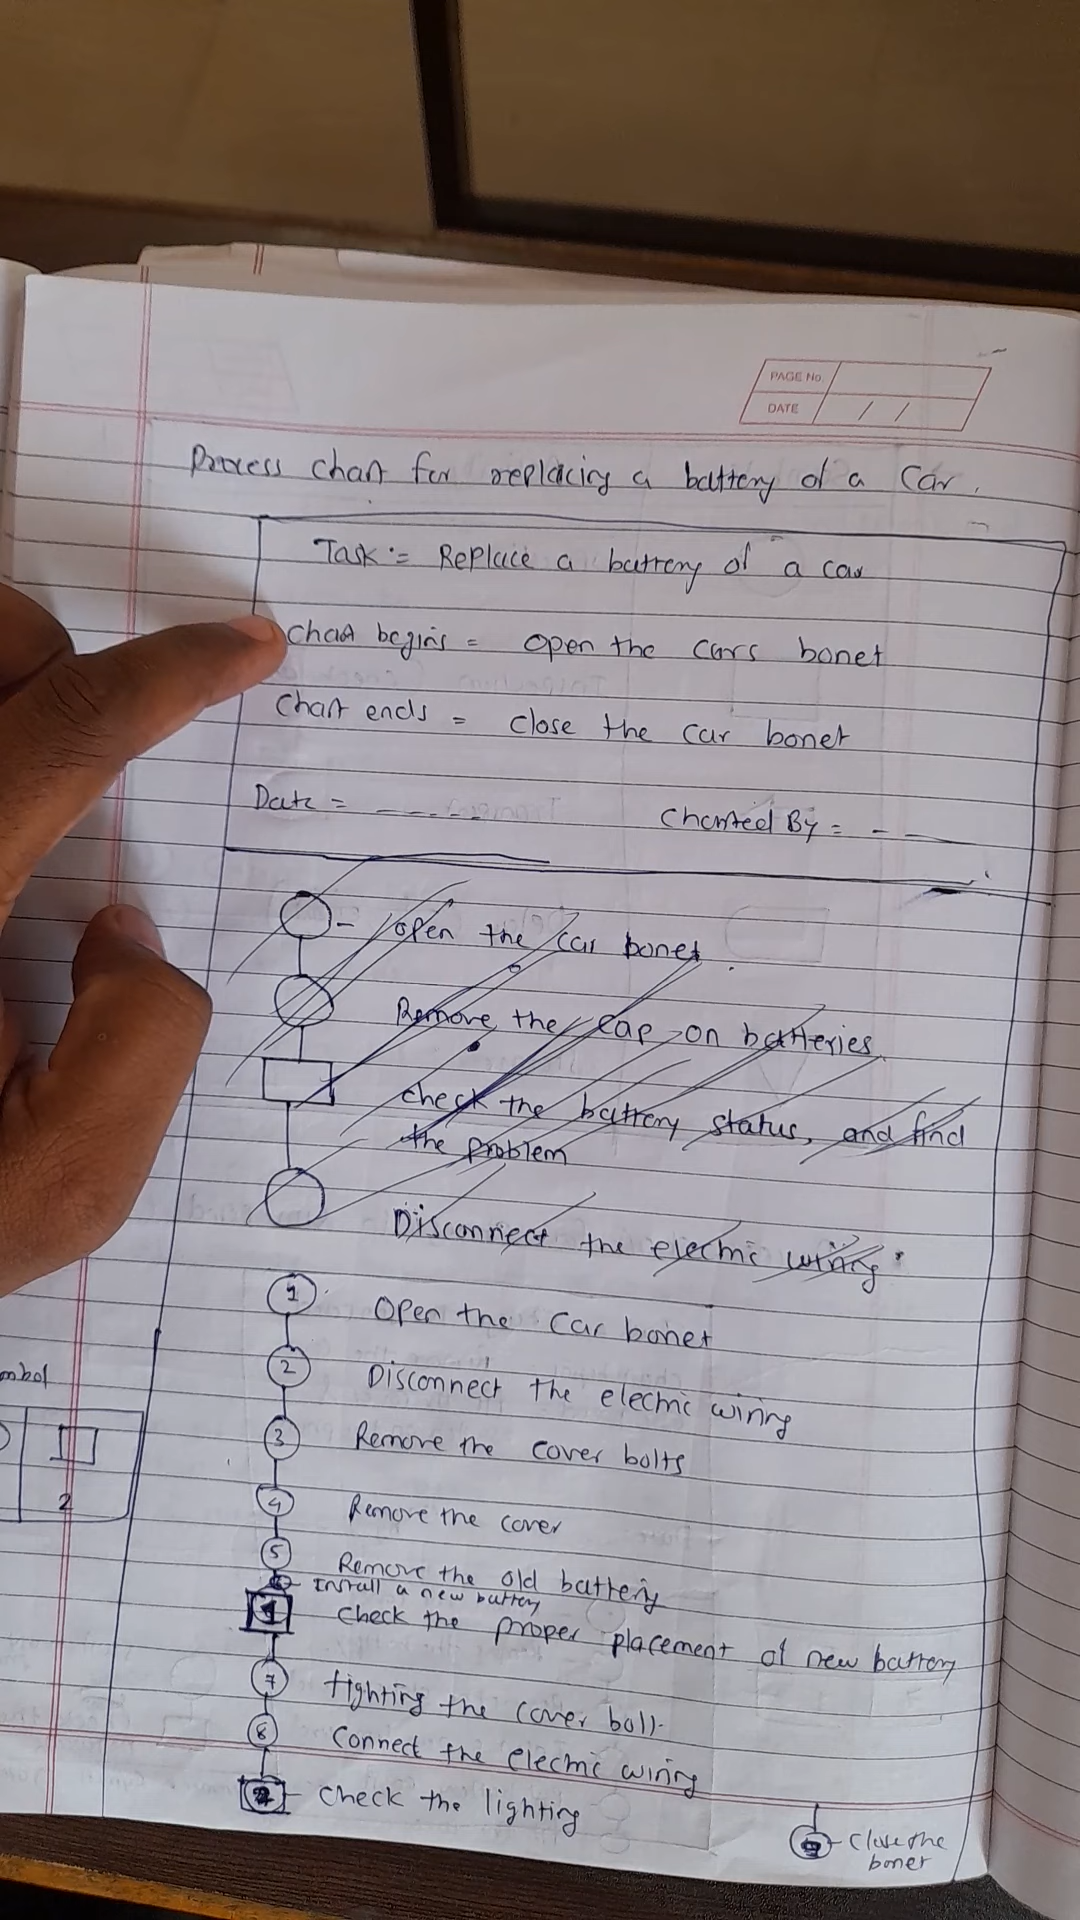 PAGE No.
DATE / /
Process chart for replacing a battery of a Car.
Task := Replace a battery of a car
Chart begins = open the cars bonet
Chart ends = close the car bonet
Date = ------ Charted By = - —
- open the car bonet.
Remove the cap on batteries.
check the battery status, and find
the problem
Disconnect the electric wiring.
1 Open the Car bonet
2 Disconnect the electric wiring
3 Remove the cover bolts
4 Remove the cover
5 Remove the old battery
Install a new battery
1 check the proper placement of new battery
7 tighting the cover bolt.
8 Connect the electric wiring
check the lighting
Close the
bonet
mbol
2